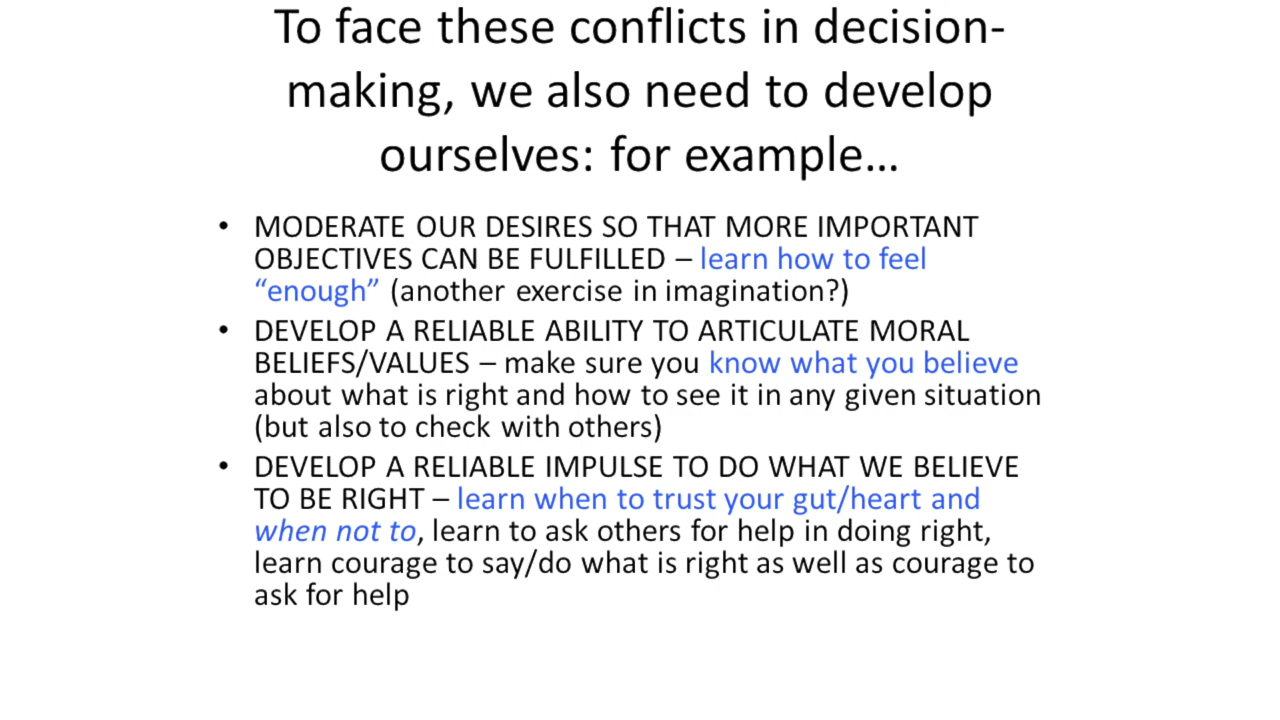 To face these conflicts in decision-
making, we also need to develop
ourselves: for example…
• MODERATE OUR DESIRES SO THAT MORE IMPORTANT
OBJECTIVES CAN BE FULFILLED – learn how to feel
“enough” (another exercise in imagination?)
• DEVELOP A RELIABLE ABILITY TO ARTICULATE MORAL
BELIEFS/VALUES – make sure you know what you believe
about what is right and how to see it in any given situation
(but also to check with others)
• DEVELOP A RELIABLE IMPULSE TO DO WHAT WE BELIEVE
TO BE RIGHT – learn when to trust your gut/heart and
when not to, learn to ask others for help in doing right,
learn courage to say/do what is right as well as courage to
ask for help